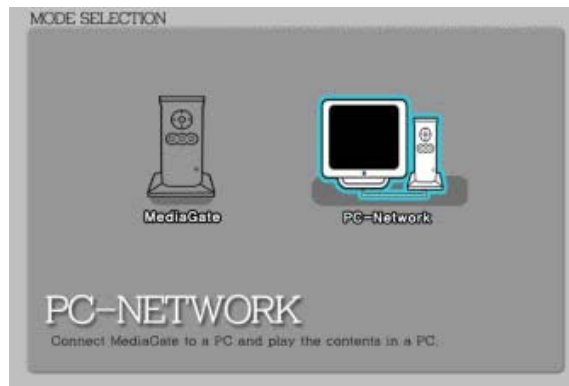 MODE SELECTION
MediaGate
PC-Network
PC-NETWORK
Connect MediaGate to a PC and play the contents in a PC.